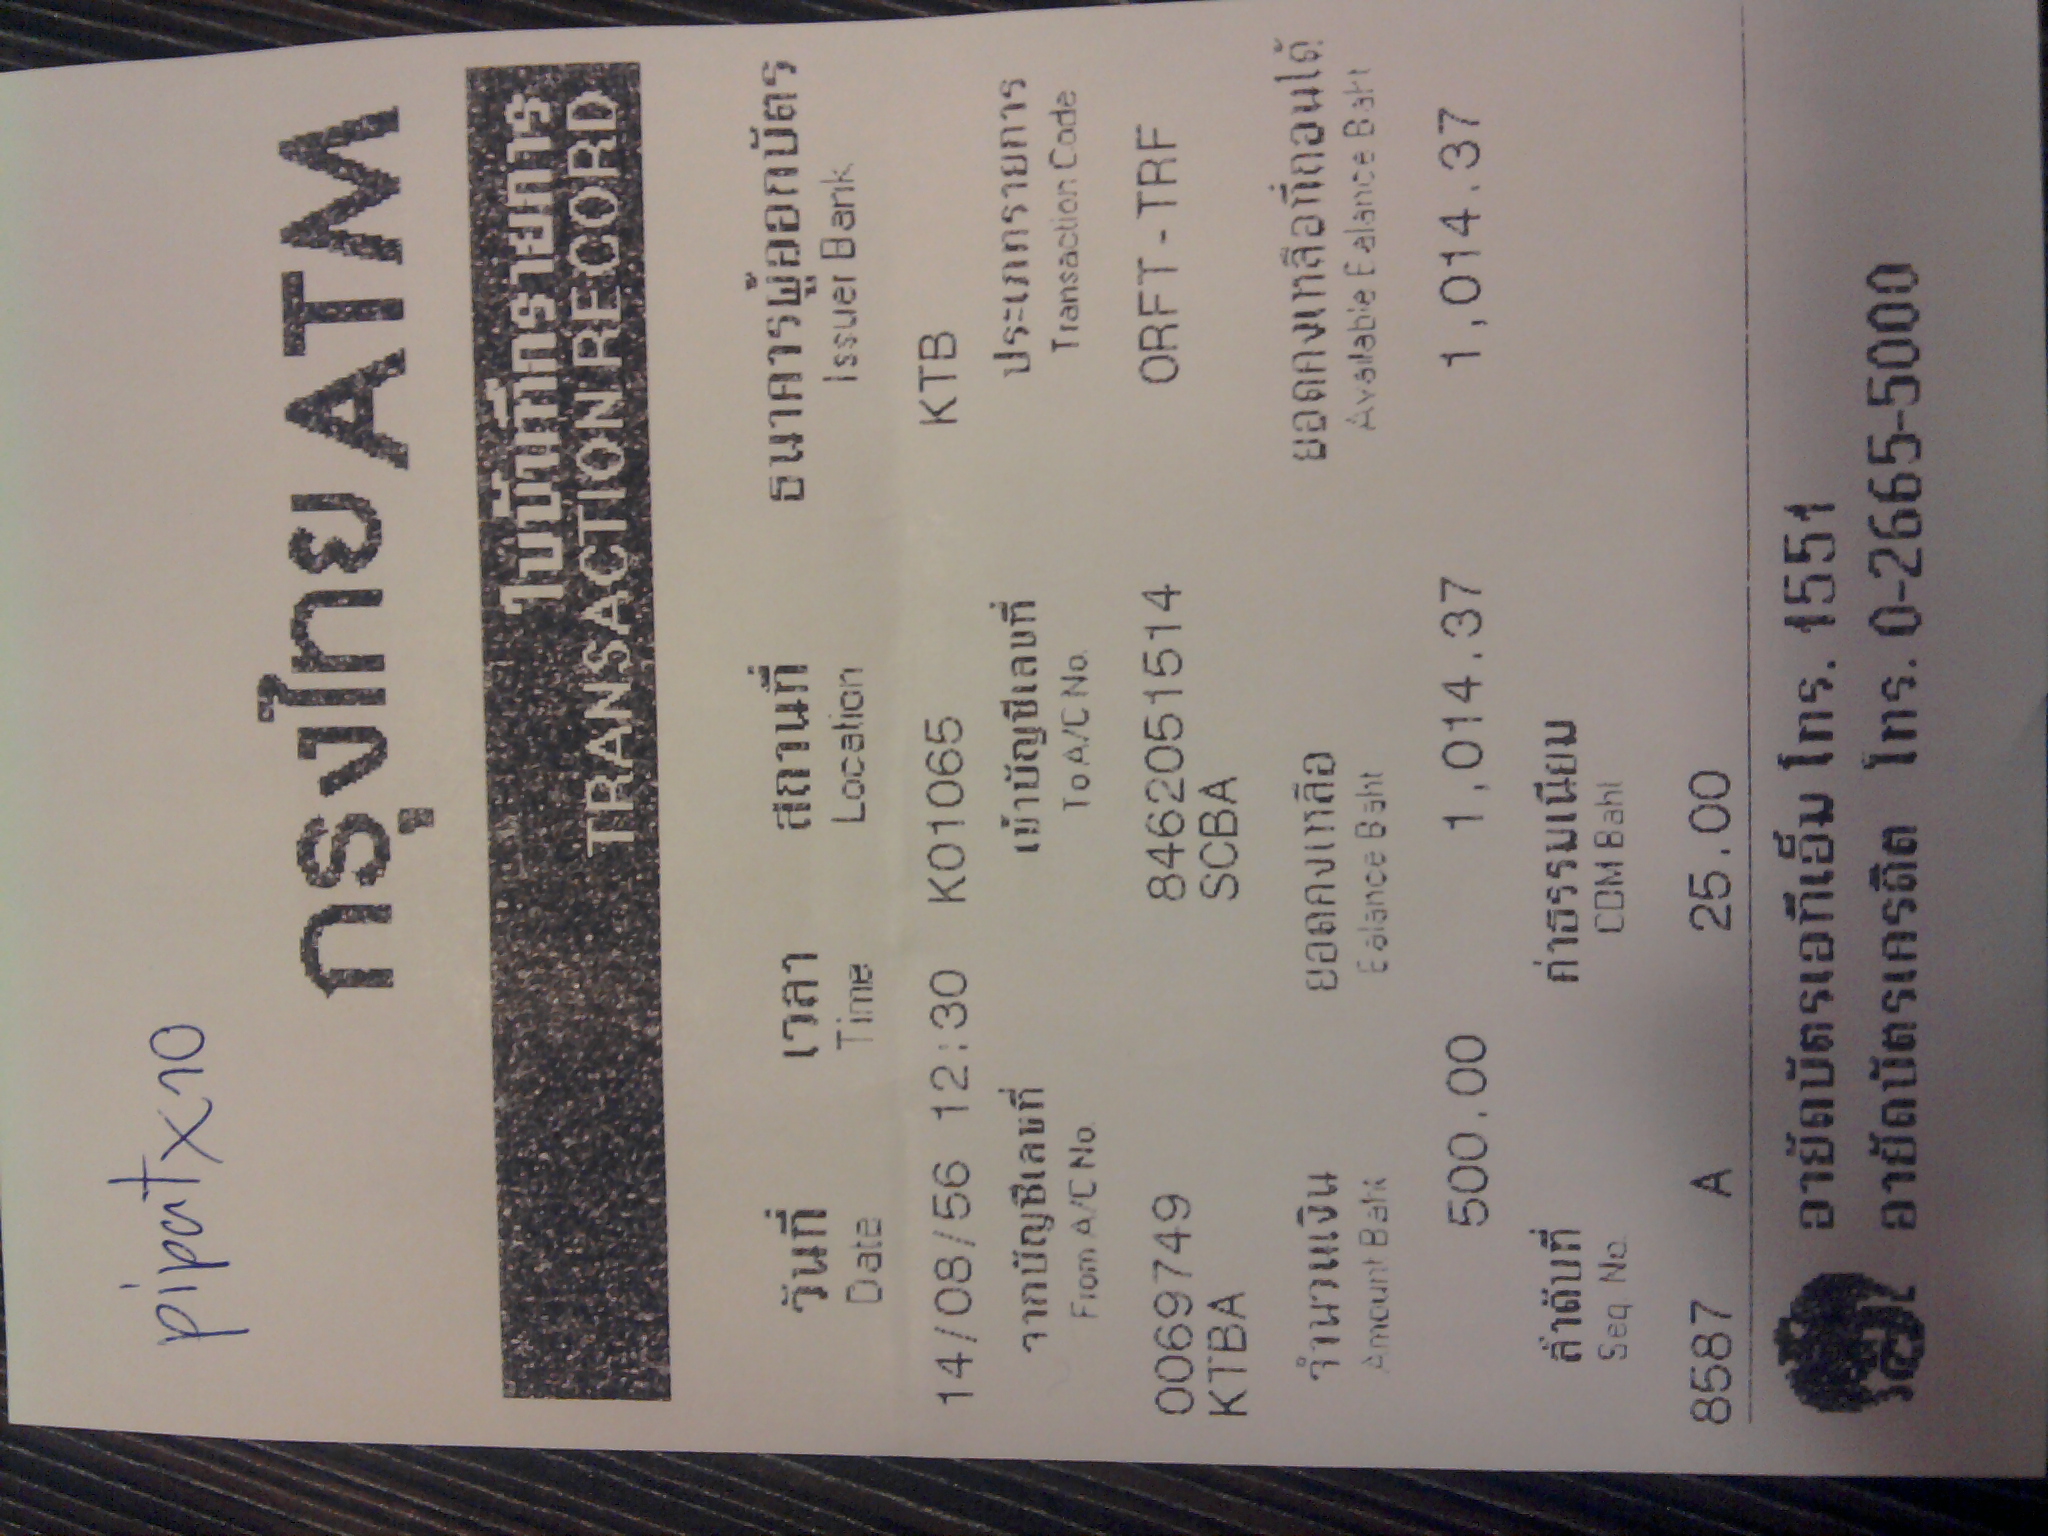 pipatx10
กรุงไทย ATM
ใบบันทึกรายการ
TRANSACTION RECORD
วันที่ เวลา สถานที่ ธนาคารผู้ออกบัตร
Date Time Location Issuer Bank
14/08/56 12:30 K01065 KTB
จากบัญชีเลขที่ เข้าบัญชีเลขที่ ประเภทรายการ
From A/C No. To A/C No. Transaction Code
0069749 8462051514 ORFT-TRF
KTBA SCBA
จำนวนเงิน ยอดคงเหลือ ยอดคงเหลือที่ถอนได้
Amount Baht Balance Baht Available Balance Baht
500.00 1,014.37 1,014.37
ลำดับที่ ค่าธรรมเนียม
Seq No. CDM Baht
8587 A 25.00
อายัดบัตรเอทีเอ็ม โทร. 1551
อายัดบัตรเครดิต โทร. 0-2665-5000